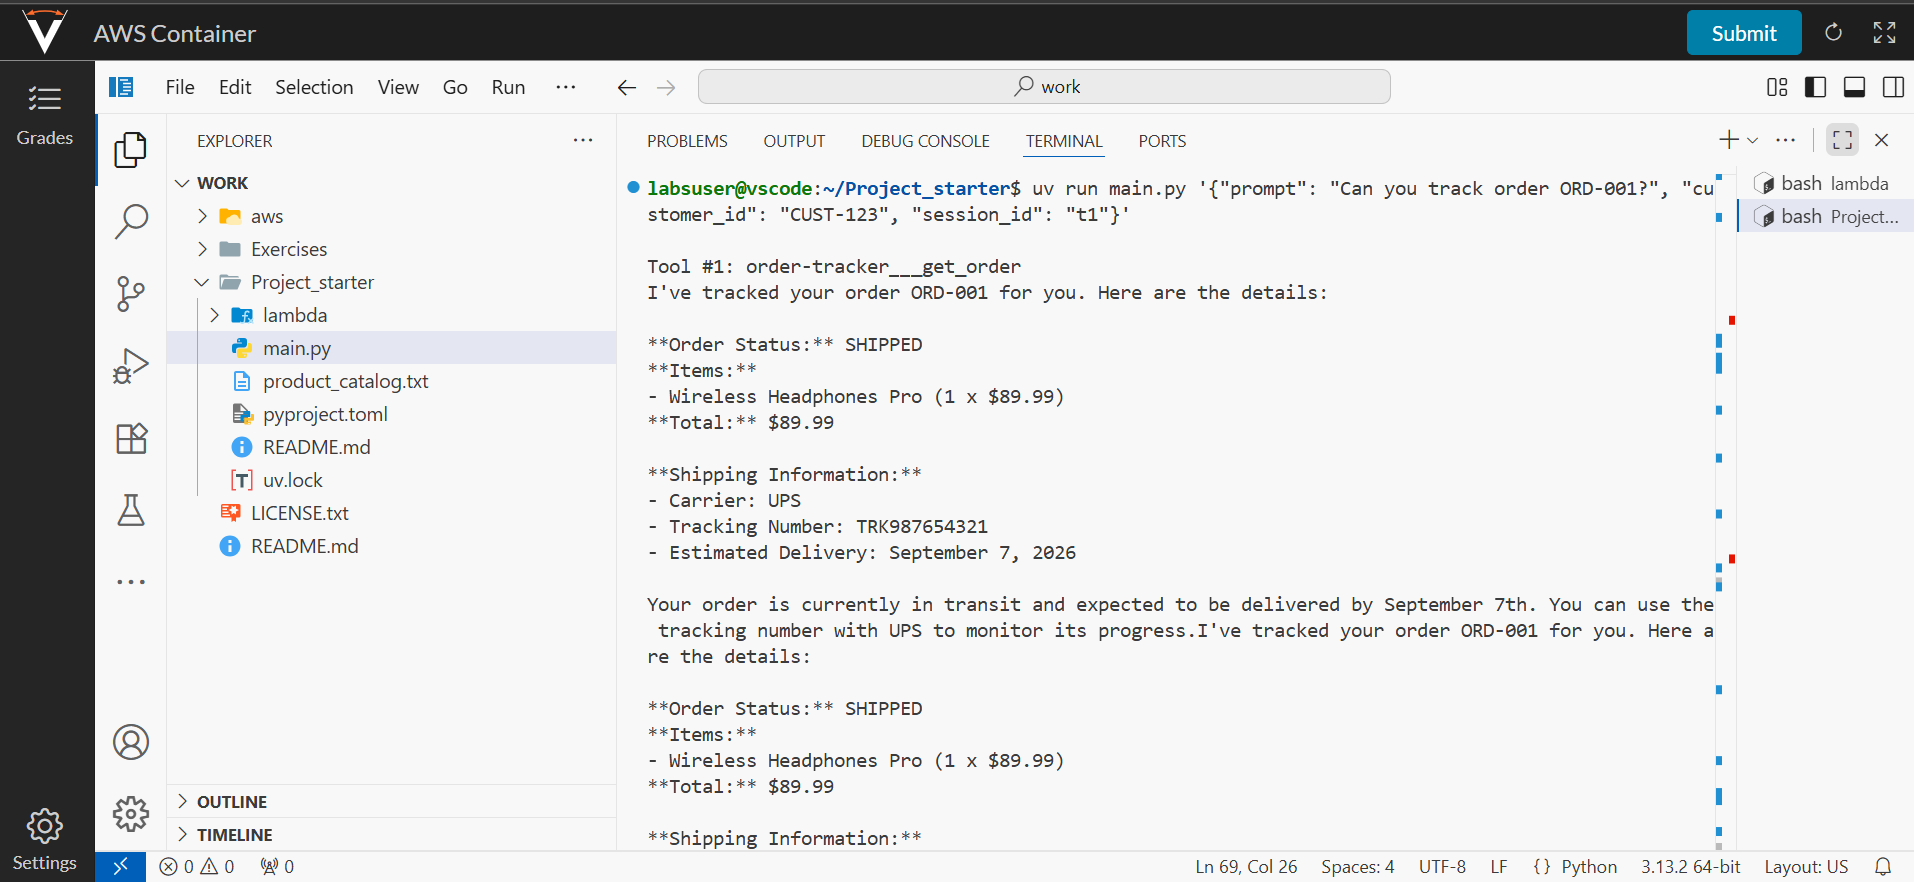 AWS Container
Submit
Grades
Settings
File Edit Selection View Go Run ···
work
EXPLORER
WORK
aws
Exercises
Project_starter
lambda
main.py
product_catalog.txt
pyproject.toml
README.md
uv.lock
LICENSE.txt
README.md
OUTLINE
TIMELINE
PROBLEMS OUTPUT DEBUG CONSOLE TERMINAL PORTS
labsuser@vscode:~/Project_starter$ uv run main.py '{"prompt": "Can you track order ORD-001?", "cu
stomer_id": "CUST-123", "session_id": "t1"}'
Tool #1: order-tracker___get_order
I've tracked your order ORD-001 for you. Here are the details:
**Order Status:** SHIPPED
**Items:**
- Wireless Headphones Pro (1 x $89.99)
**Total:** $89.99
**Shipping Information:**
- Carrier: UPS
- Tracking Number: TRK987654321
- Estimated Delivery: September 7, 2026
Your order is currently in transit and expected to be delivered by September 7th. You can use the
tracking number with UPS to monitor its progress.I've tracked your order ORD-001 for you. Here a
re the details:
**Order Status:** SHIPPED
**Items:**
- Wireless Headphones Pro (1 x $89.99)
**Total:** $89.99
**Shipping Information:**
bash lambda
bash Project...
0 0 0
Ln 69, Col 26 Spaces: 4 UTF-8 LF {} Python 3.13.2 64-bit Layout: US